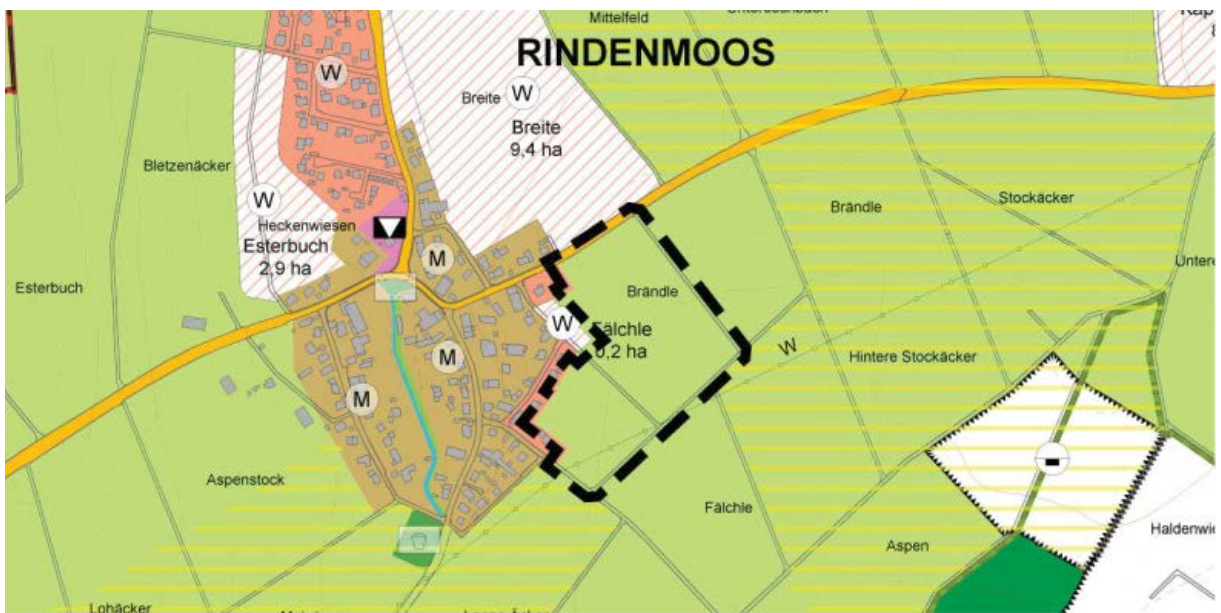 Mittelfeld
RINDENMOOS
W
Breite W
Breite
9,4 ha
Bletzenäcker
W
Heckenwiesen
Esterbuch
2,9 ha
Esterbuch
M
Brändle
Stockäcker
Brändle
W
Fälchle
0,2 ha
W
Hintere Stockäcker
M
M
Aspenstock
Fälchle
Aspen
Lohäcker